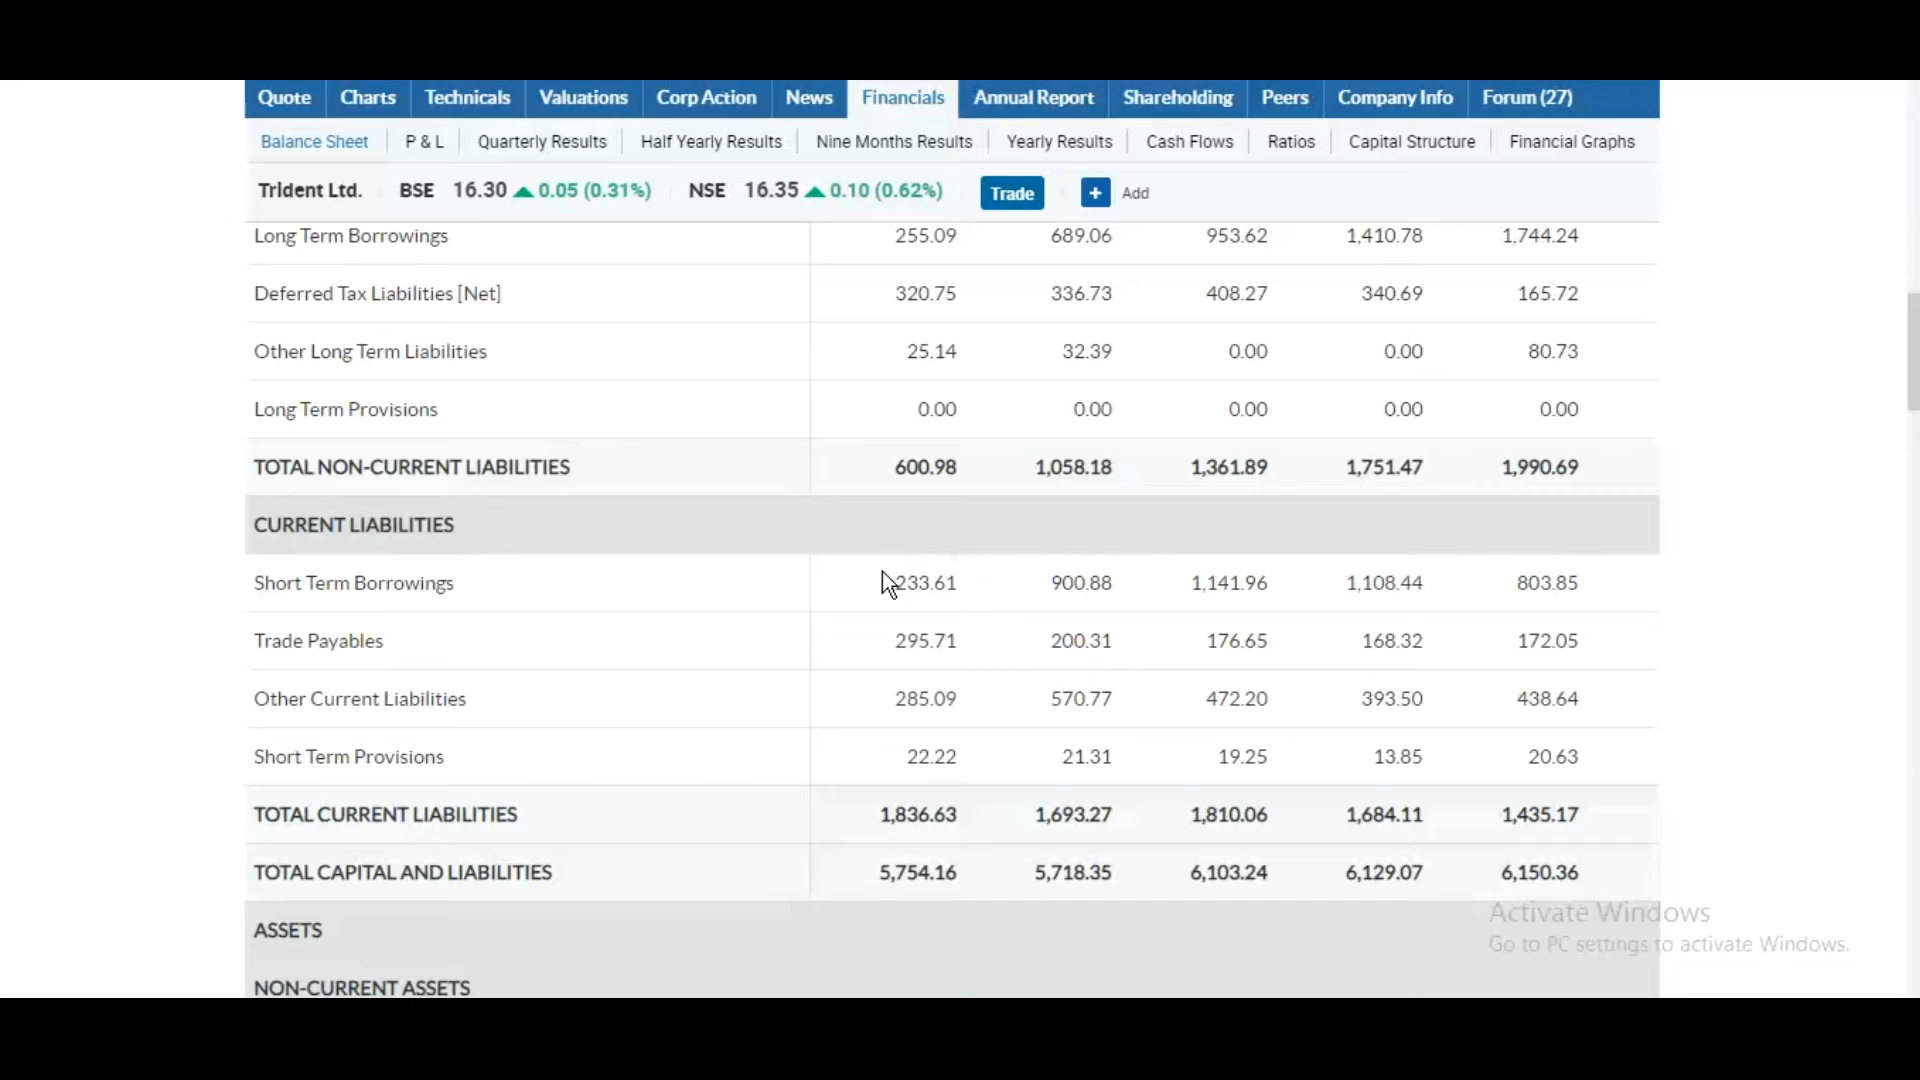 Quote Charts Technicals Valuations Corp Action News Financials Annual Report Shareholding Peers Company Info Forum (27)
Balance Sheet P & L Quarterly Results Half Yearly Results Nine Months Results Yearly Results Cash Flows Ratios Capital Structure Financial Graphs
Trident Ltd. BSE 16.30 0.05 (0.31%) NSE 16.35 0.10 (0.62%) Trade + Add
Long Term Borrowings 255.09 689.06 953.62 1,410.78 1,744.24
Deferred Tax Liabilities [Net] 320.75 336.73 408.27 340.69 165.72
Other Long Term Liabilities 25.14 32.39 0.00 0.00 80.73
Long Term Provisions 0.00 0.00 0.00 0.00 0.00
TOTAL NON-CURRENT LIABILITIES 600.98 1,058.18 1,361.89 1,751.47 1,990.69
CURRENT LIABILITIES
Short Term Borrowings 233.61 900.88 1,141.96 1,108.44 803.85
Trade Payables 295.71 200.31 176.65 168.32 172.05
Other Current Liabilities 285.09 570.77 472.20 393.50 438.64
Short Term Provisions 22.22 21.31 19.25 13.85 20.63
TOTAL CURRENT LIABILITIES 1,836.63 1,693.27 1,810.06 1,684.11 1,435.17
TOTAL CAPITAL AND LIABILITIES 5,754.16 5,718.35 6,103.24 6,129.07 6,150.36
ASSETS
NON-CURRENT ASSETS
Activate Windows
Go to PC settings to activate Windows.